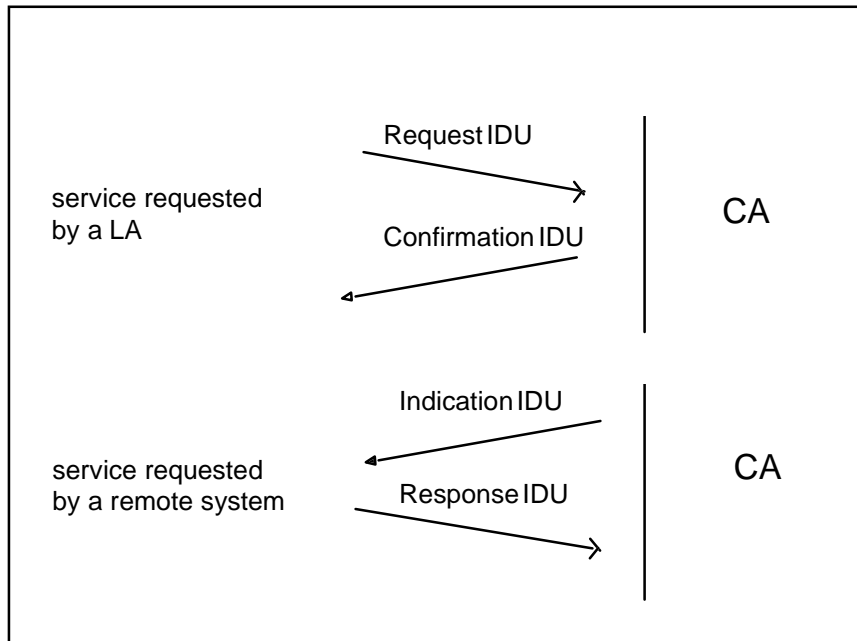 Request IDU
service requested
by a LA
CA
Confirmation IDU
Indication IDU
service requested
by a remote system
CA
Response IDU